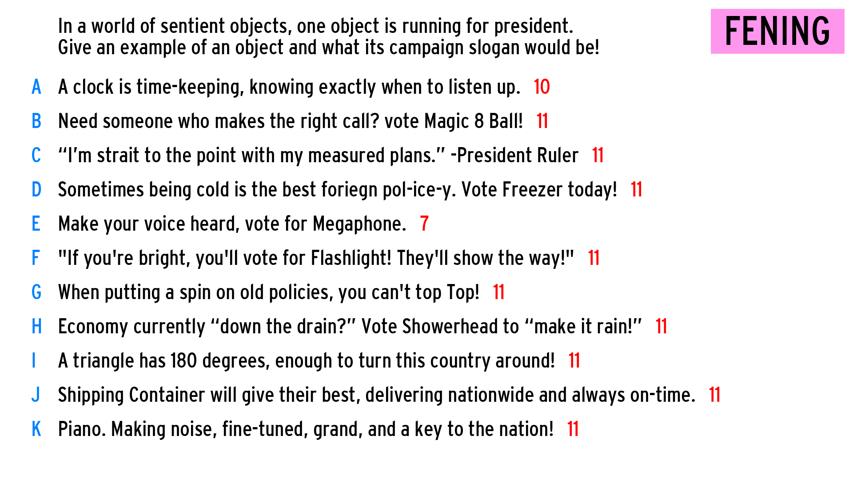 In a world of sentient objects, one object is running for president.
Give an example of an object and what its campaign slogan would be!
FENING
A A clock is time-keeping, knowing exactly when to listen up. 10
B Need someone who makes the right call? vote Magic 8 Ball! 11
C “I’m strait to the point with my measured plans.” -President Ruler 11
D Sometimes being cold is the best foriegn pol-ice-y. Vote Freezer today! 11
E Make your voice heard, vote for Megaphone. 7
F "If you're bright, you'll vote for Flashlight! They'll show the way!" 11
G When putting a spin on old policies, you can't top Top! 11
H Economy currently “down the drain?” Vote Showerhead to “make it rain!” 11
I A triangle has 180 degrees, enough to turn this country around! 11
J Shipping Container will give their best, delivering nationwide and always on-time. 11
K Piano. Making noise, fine-tuned, grand, and a key to the nation! 11